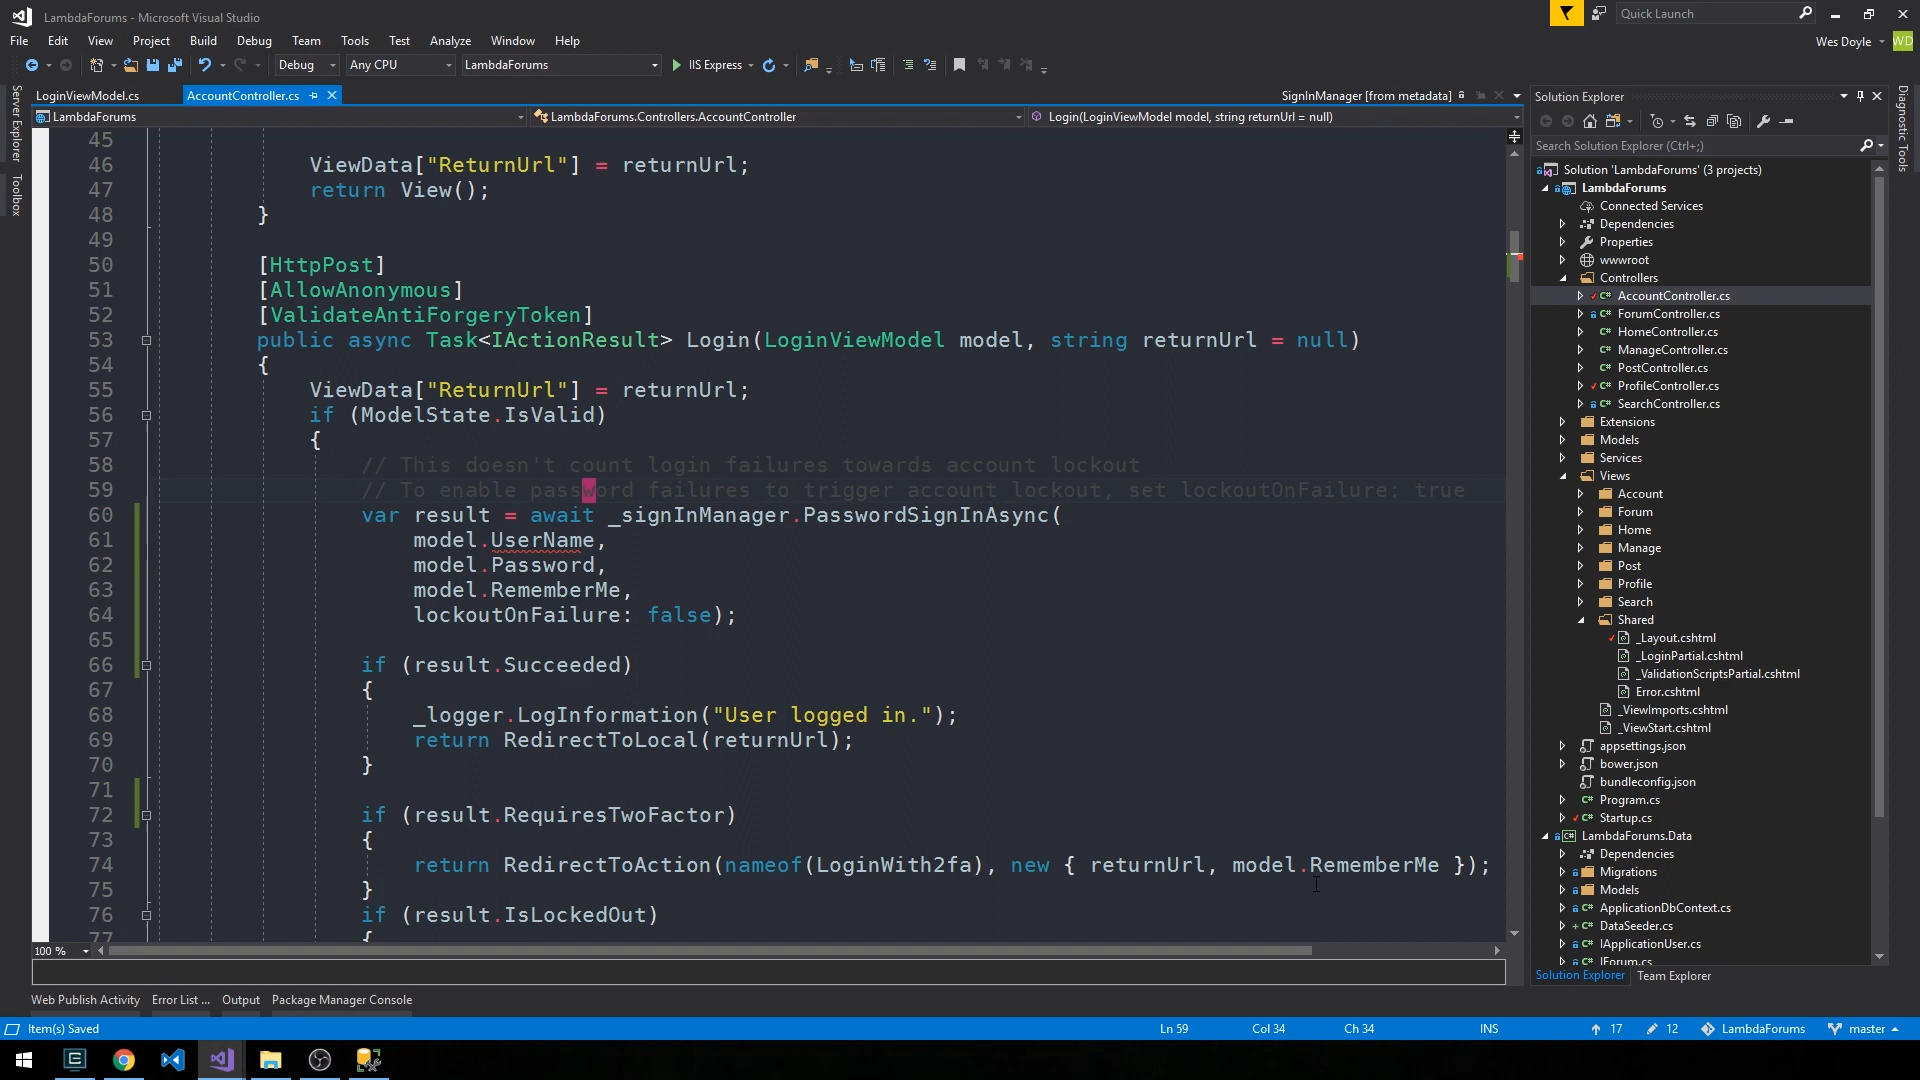 LambdaForums - Microsoft Visual Studio
Quick Launch
File Edit View Project Build Debug Team Tools Test Analyze Window Help
Wes Doyle
WD
Debug
Any CPU
LambdaForums
IIS Express
LoginViewModel.cs
AccountController.cs
SignInManager [from metadata]
LambdaForums
LambdaForums.Controllers.AccountController
Login(LoginViewModel model, string returnUrl = null)
Server Explorer
Toolbox
45
46 ViewData["ReturnUrl"] = returnUrl;
47 return View();
48 }
49
50 [HttpPost]
51 [AllowAnonymous]
52 [ValidateAntiForgeryToken]
53 public async Task<IActionResult> Login(LoginViewModel model, string returnUrl = null)
54 {
55 ViewData["ReturnUrl"] = returnUrl;
56 if (ModelState.IsValid)
57 {
58 // This doesn't count login failures towards account lockout
59 // To enable password failures to trigger account lockout, set lockoutOnFailure: true
60 var result = await _signInManager.PasswordSignInAsync(
61 model.UserName,
62 model.Password,
63 model.RememberMe,
64 lockoutOnFailure: false);
65
66 if (result.Succeeded)
67 {
68 _logger.LogInformation("User logged in.");
69 return RedirectToLocal(returnUrl);
70 }
71
72 if (result.RequiresTwoFactor)
73 {
74 return RedirectToAction(nameof(LoginWith2fa), new { returnUrl, model.RememberMe });
75 }
76 if (result.IsLockedOut)
77 {
100 %
Solution Explorer
Search Solution Explorer (Ctrl+;)
Solution 'LambdaForums' (3 projects)
LambdaForums
Connected Services
Dependencies
Properties
wwwroot
Controllers
AccountController.cs
ForumController.cs
HomeController.cs
ManageController.cs
PostController.cs
ProfileController.cs
SearchController.cs
Extensions
Models
Services
Views
Account
Forum
Home
Manage
Post
Profile
Search
Shared
_Layout.cshtml
_LoginPartial.cshtml
_ValidationScriptsPartial.cshtml
Error.cshtml
_ViewImports.cshtml
_ViewStart.cshtml
appsettings.json
bower.json
bundleconfig.json
Program.cs
Startup.cs
LambdaForums.Data
Dependencies
Migrations
Models
ApplicationDbContext.cs
DataSeeder.cs
IApplicationUser.cs
IForum.cs
Solution Explorer
Team Explorer
Diagnostic Tools
Web Publish Activity
Error List ...
Output
Package Manager Console
Item(s) Saved
Ln 59
Col 34
Ch 34
INS
17
12
LambdaForums
master